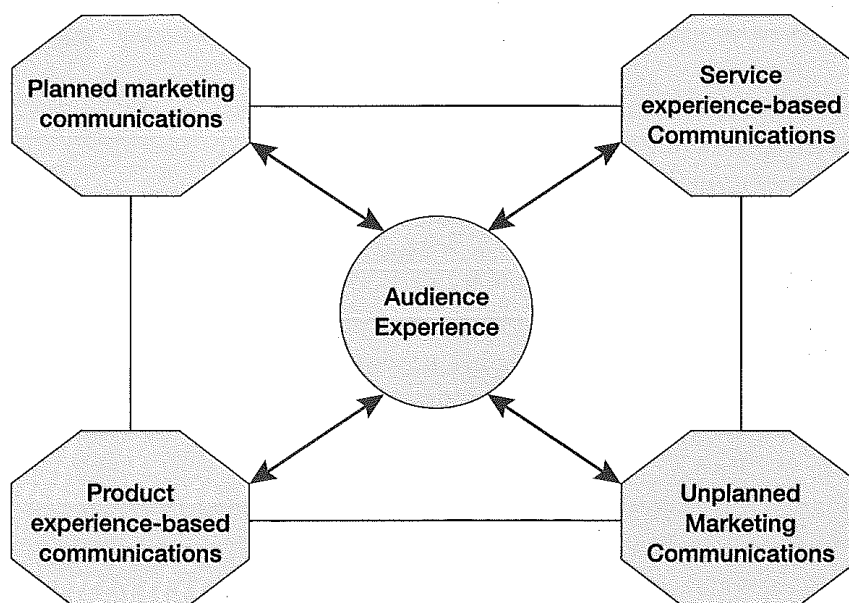 Planned marketing
communications
Service
experience-based
Communications
Audience
Experience
Product
experience-based
communications
Unplanned
Marketing
Communications